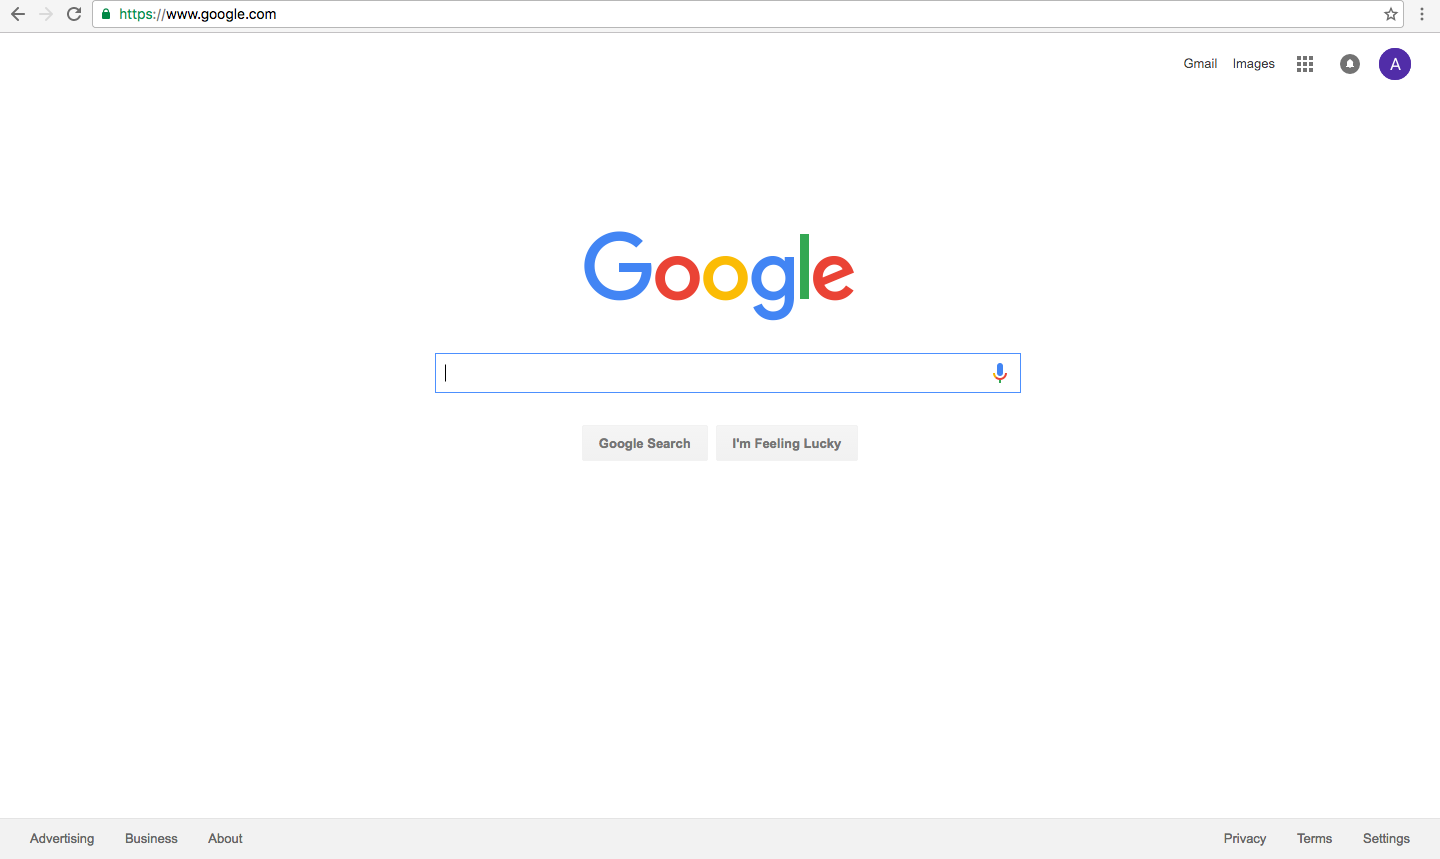 https://www.google.com
Gmail Images A
Google
Google Search I'm Feeling Lucky
Advertising Business About Privacy Terms Settings